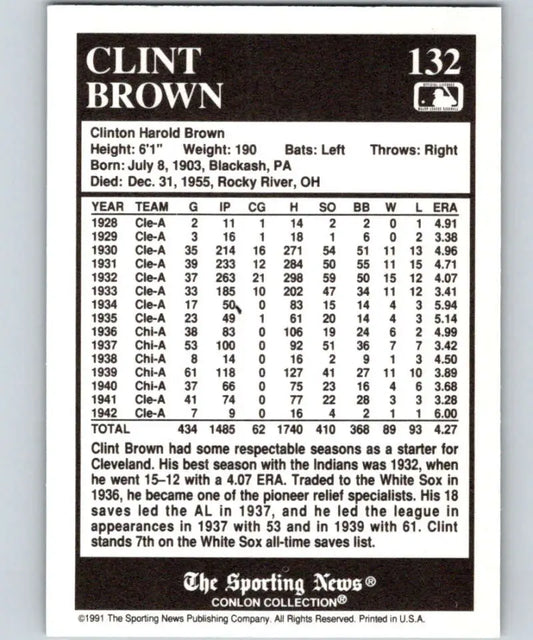 CLINT
BROWN
132
Clinton Harold Brown
Height: 6'1" Weight: 190 Bats: Left Throws: Right
Born: July 8, 1903, Blackash, PA
Died: Dec. 31, 1955, Rocky River, OH
YEAR TEAM G IP CG H SO BB W L ERA
1928 Cle-A 2 11 1 14 2 2 0 1 4.91
1929 Cle-A 3 16 1 18 1 6 0 2 3.38
1930 Cle-A 35 214 16 271 54 51 11 13 4.96
1931 Cle-A 39 233 12 284 50 55 11 15 4.71
1932 Cle-A 37 263 21 298 59 50 15 12 4.07
1933 Cle-A 33 185 10 202 47 34 11 12 3.41
1934 Cle-A 17 50 0 83 15 14 4 3 5.94
1935 Cle-A 23 49 1 61 20 14 4 3 5.14
1936 Chi-A 38 83 0 106 19 24 6 2 4.99
1937 Chi-A 53 100 0 92 51 36 7 7 3.42
1938 Chi-A 8 14 0 16 2 9 1 3 4.50
1939 Chi-A 61 118 0 127 41 27 11 10 3.89
1940 Chi-A 37 66 0 75 23 16 4 6 3.68
1941 Cle-A 41 74 0 77 22 28 3 3 3.28
1942 Cle-A 7 9 0 16 4 2 1 1 6.00
TOTAL 434 1485 62 1740 410 368 89 93 4.27
Clint Brown had some respectable seasons as a starter for
Cleveland. His best season with the Indians was 1932, when
he went 15–12 with a 4.07 ERA. Traded to the White Sox in
1936, he became one of the pioneer relief specialists. His 18
saves led the AL in 1937, and he led the league in
appearances in 1937 with 53 and in 1939 with 61. Clint
stands 7th on the White Sox all-time saves list.
The Sporting News®
CONLON COLLECTION®
©1991 The Sporting News Publishing Company. All Rights Reserved. Printed in U.S.A.